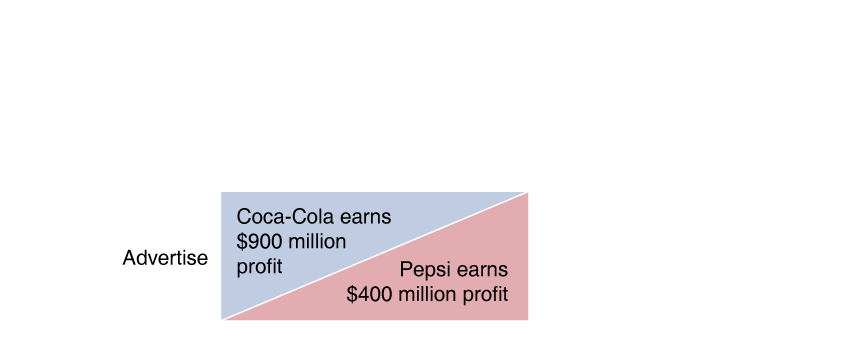 Coca-Cola earns
$900 million
profit
Advertise
Pepsi earns
$400 million profit